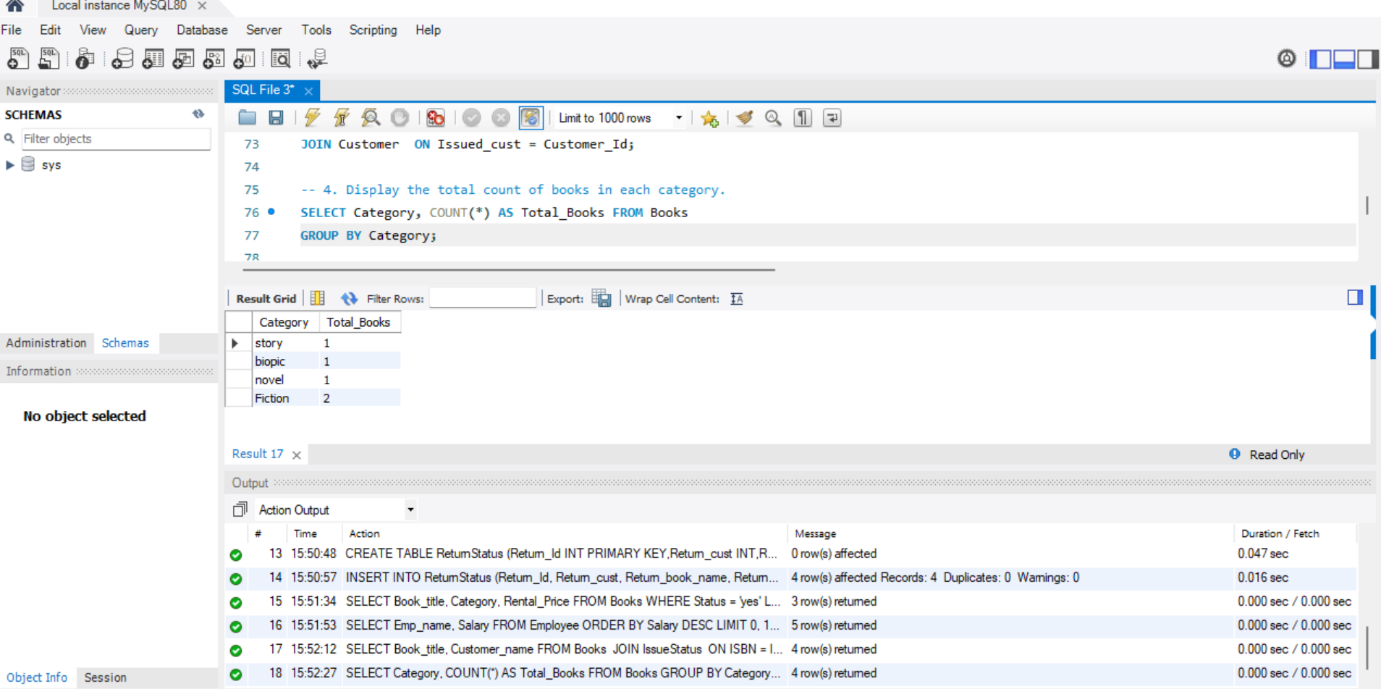 Local instance MySQL80 ×
File Edit View Query Database Server Tools Scripting Help
Navigator
SCHEMAS
Filter objects
sys
Administration Schemas
Information
No object selected
Object Info Session
SQL File 3* ×
Limit to 1000 rows
73 JOIN Customer ON Issued_cust = Customer_Id;
74
75 -- 4. Display the total count of books in each category.
76 SELECT Category, COUNT(*) AS Total_Books FROM Books
77 GROUP BY Category;
78
Result Grid Filter Rows: Export: Wrap Cell Content:
Category Total_Books
story 1
biopic 1
novel 1
Fiction 2
Result 17 ×
Read Only
Output
Action Output
# Time Action Message Duration / Fetch
13 15:50:48 CREATE TABLE ReturnStatus (Return_Id INT PRIMARY KEY,Return_cust INT,R... 0 row(s) affected 0.047 sec
14 15:50:57 INSERT INTO ReturnStatus (Return_Id, Return_cust, Return_book_name, Return... 4 row(s) affected Records: 4 Duplicates: 0 Warnings: 0 0.016 sec
15 15:51:34 SELECT Book_title, Category, Rental_Price FROM Books WHERE Status = 'yes' L... 3 row(s) returned 0.000 sec / 0.000 sec
16 15:51:53 SELECT Emp_name, Salary FROM Employee ORDER BY Salary DESC LIMIT 0, 1... 5 row(s) returned 0.000 sec / 0.000 sec
17 15:52:12 SELECT Book_title, Customer_name FROM Books JOIN IssueStatus ON ISBN = I... 4 row(s) returned 0.000 sec / 0.000 sec
18 15:52:27 SELECT Category, COUNT(*) AS Total_Books FROM Books GROUP BY Category... 4 row(s) returned 0.000 sec / 0.000 sec